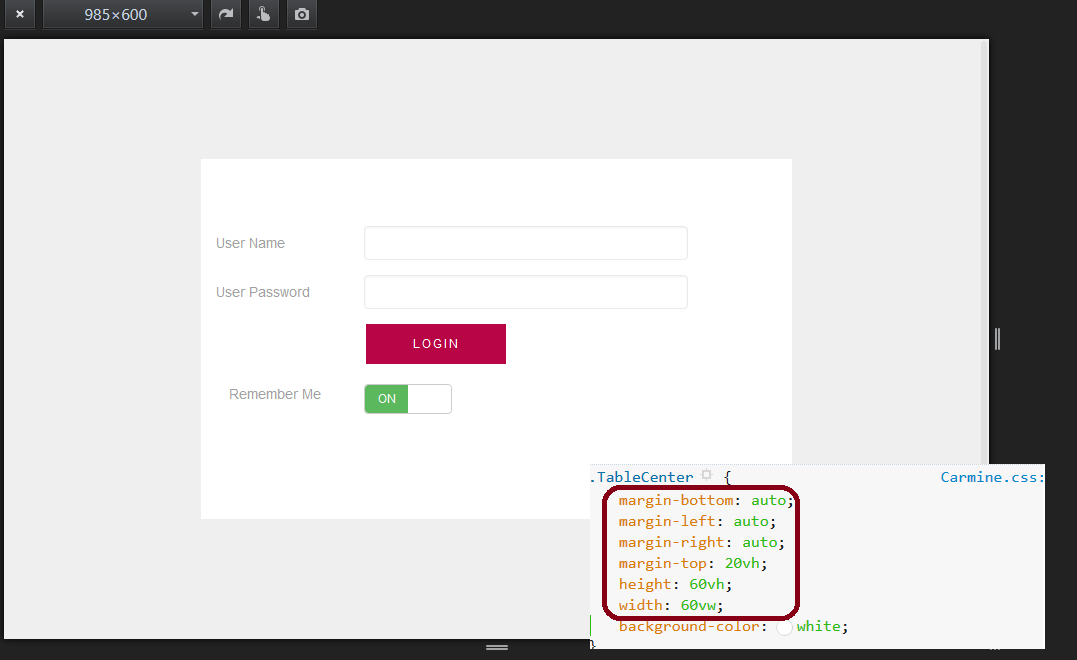 × 985×600
User Name
User Password
LOGIN
Remember Me ON
.TableCenter { Carmine.css:
margin-bottom: auto;
margin-left: auto;
margin-right: auto;
margin-top: 20vh;
height: 60vh;
width: 60vw;
background-color: white;
}